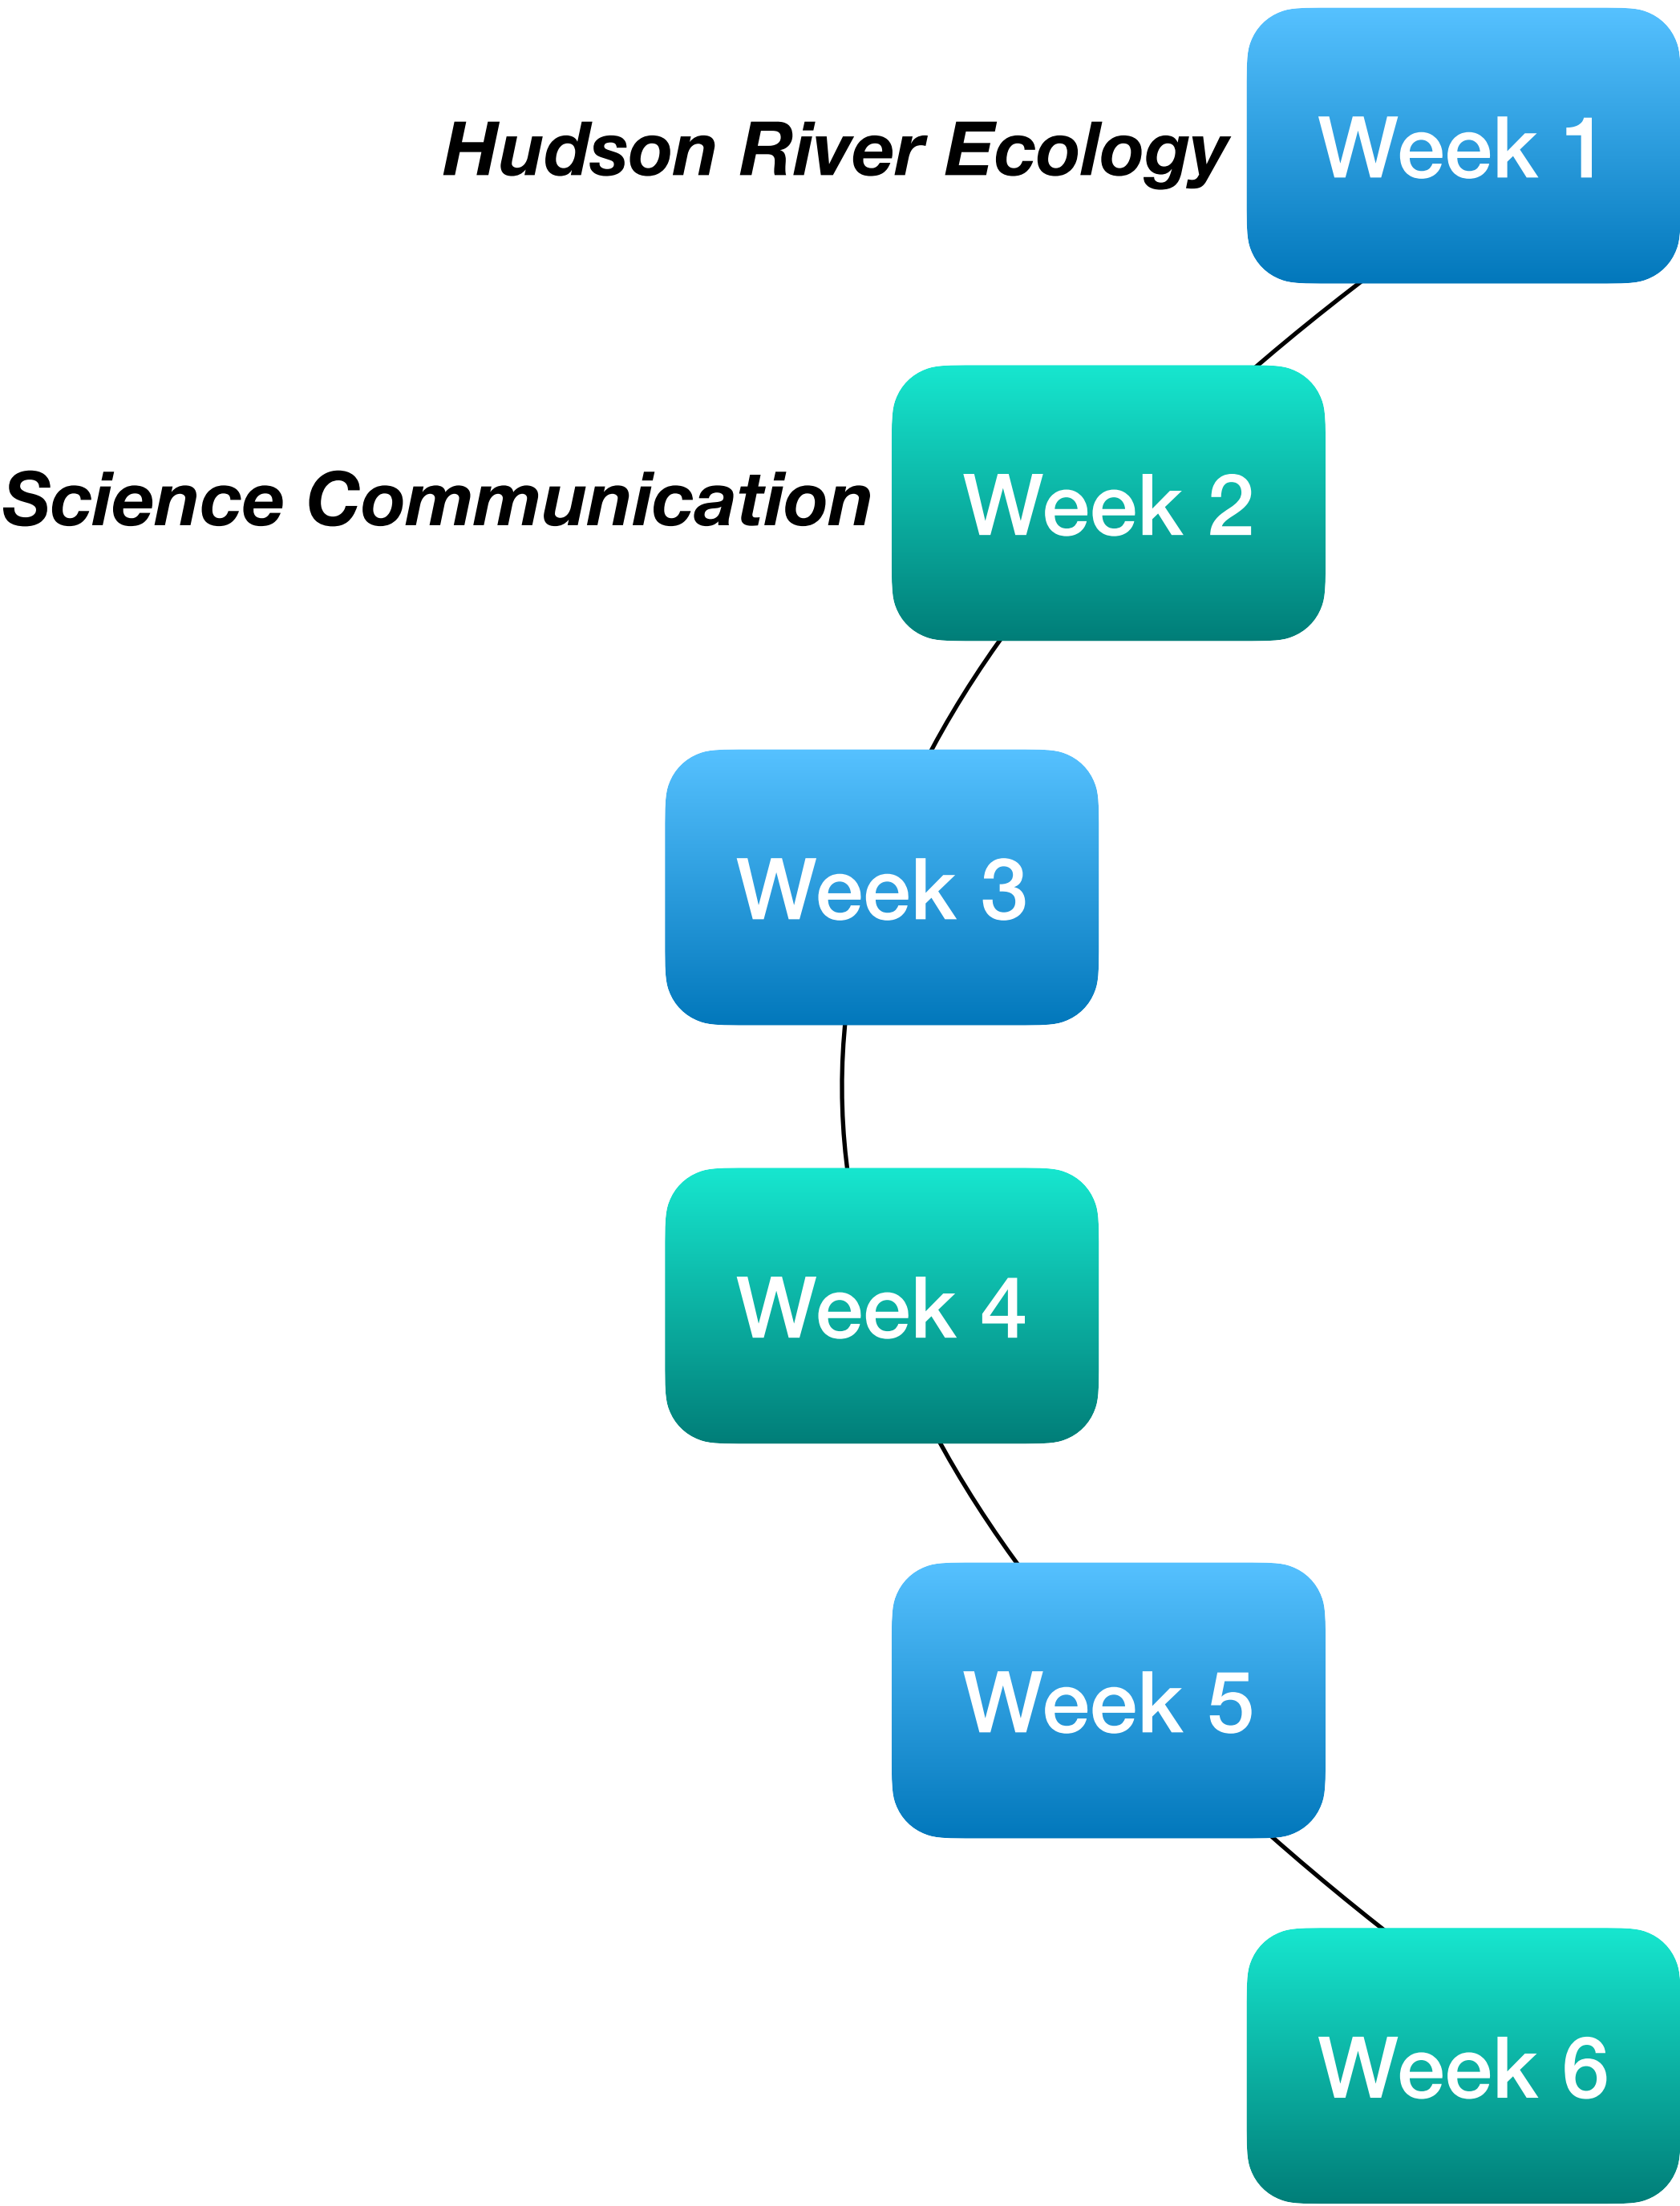 Hudson River Ecology
Week 1
Science Communication
Week 2
Week 3
Week 4
Week 5
Week 6